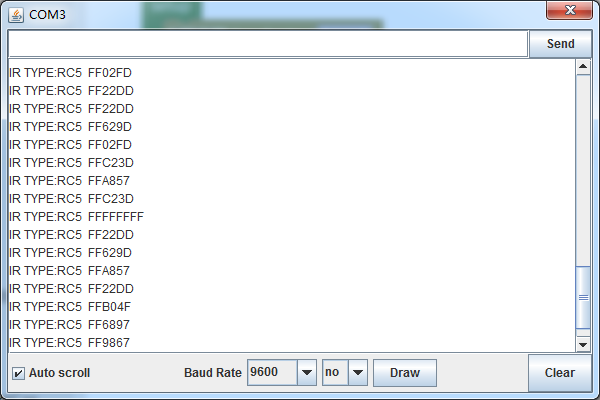 COM3
Send
IR TYPE:RC5 FF02FD
IR TYPE:RC5 FF22DD
IR TYPE:RC5 FF22DD
IR TYPE:RC5 FF629D
IR TYPE:RC5 FF02FD
IR TYPE:RC5 FFC23D
IR TYPE:RC5 FFA857
IR TYPE:RC5 FFC23D
IR TYPE:RC5 FFFFFFFF
IR TYPE:RC5 FF22DD
IR TYPE:RC5 FF629D
IR TYPE:RC5 FFA857
IR TYPE:RC5 FF22DD
IR TYPE:RC5 FFB04F
IR TYPE:RC5 FF6897
IR TYPE:RC5 FF9867
Auto scroll Baud Rate 9600 no Draw Clear